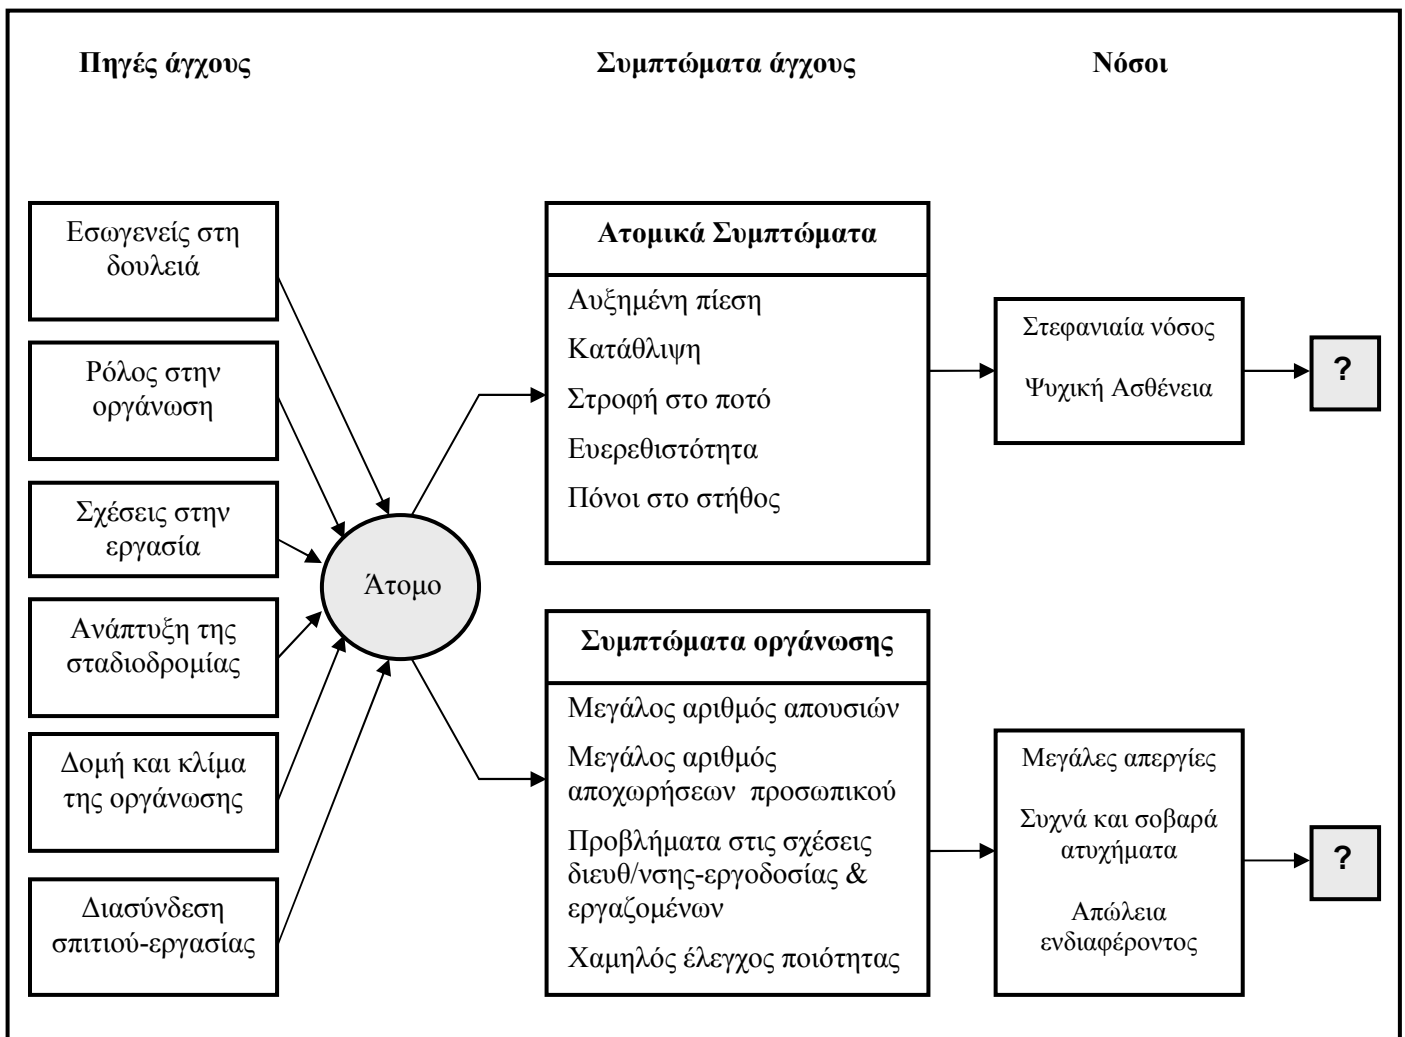 Πηγές άγχους
Συμπτώματα άγχους
Νόσοι
Εσωγενείς στη
δουλειά
Ρόλος στην
οργάνωση
Σχέσεις στην
εργασία
Ανάπτυξη της
σταδιοδρομίας
Δομή και κλίμα
της οργάνωσης
Διασύνδεση
σπιτιού-εργασίας
Άτομο
Ατομικά Συμπτώματα
Αυξημένη πίεση
Κατάθλιψη
Στροφή στο ποτό
Ευερεθιστότητα
Πόνοι στο στήθος
Συμπτώματα οργάνωσης
Μεγάλος αριθμός απουσιών
Μεγάλος αριθμός
αποχωρήσεων προσωπικού
Προβλήματα στις σχέσεις
διευθ/νσης-εργοδοσίας &
εργαζομένων
Χαμηλός έλεγχος ποιότητας
Στεφανιαία νόσος
Ψυχική Ασθένεια
?
Μεγάλες απεργίες
Συχνά και σοβαρά
ατυχήματα
Απώλεια
ενδιαφέροντος
?